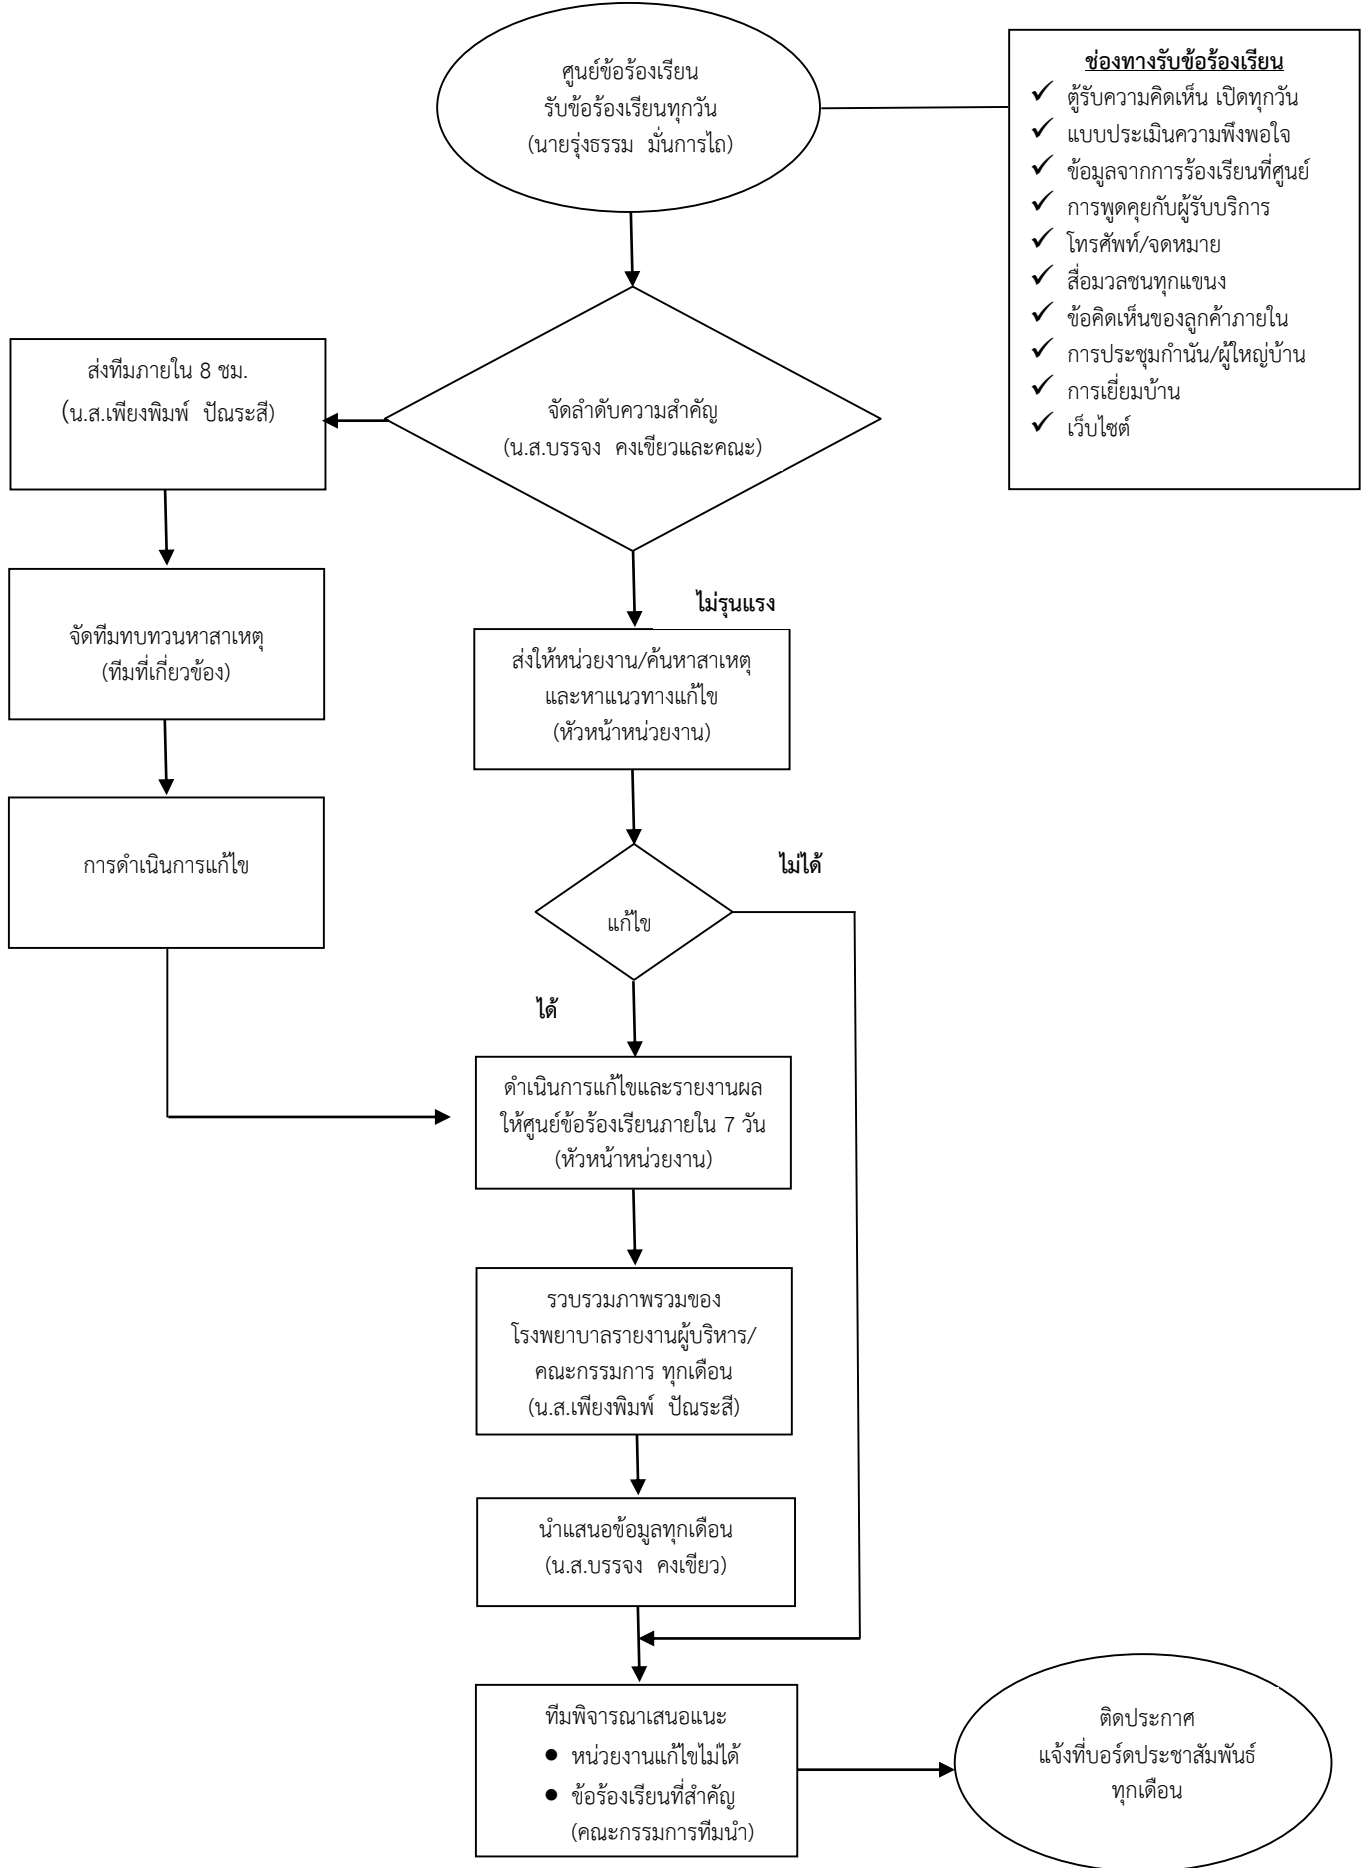 ศูนย์ข้อร้องเรียน
รับข้อร้องเรียนทุกวัน
(นายรุ่งธรรม  มั่นการไถ)
ช่องทางรับข้อร้องเรียน
ตู้รับความคิดเห็น เปิดทุกวัน
แบบประเมินความพึงพอใจ
ข้อมูลจากการร้องเรียนที่ศูนย์
การพูดคุยกับผู้รับบริการ
โทรศัพท์/จดหมาย
สื่อมวลชนทุกแขนง
ข้อคิดเห็นของลูกค้าภายใน
การประชุมกำนัน/ผู้ใหญ่บ้าน
การเยี่ยมบ้าน
เว็บไซต์
ส่งทีมภายใน 8 ชม.
(น.ส.เพียงพิมพ์  ปัณระสี)
จัดลำดับความสำคัญ
(น.ส.บรรจง  คงเขียวและคณะ)
จัดทีมทบทวนหาสาเหตุ
(ทีมที่เกี่ยวข้อง)
ไม่รุนแรง
ส่งให้หน่วยงาน/ค้นหาสาเหตุ
และหาแนวทางแก้ไข
(หัวหน้าหน่วยงาน)
การดำเนินการแก้ไข
ไม่ได้
แก้ไข
ได้
ดำเนินการแก้ไขและรายงานผล
ให้ศูนย์ข้อร้องเรียนภายใน 7 วัน
(หัวหน้าหน่วยงาน)
รวบรวมภาพรวมของ
โรงพยาบาลรายงานผู้บริหาร/
คณะกรรมการ ทุกเดือน
(น.ส.เพียงพิมพ์  ปัณระสี)
นำแสนอข้อมูลทุกเดือน
(น.ส.บรรจง  คงเขียว)
ทีมพิจารณาเสนอแนะ
● หน่วยงานแก้ไขไม่ได้
● ข้อร้องเรียนที่สำคัญ
(คณะกรรมการทีมนำ)
ติดประกาศ
แจ้งที่บอร์ดประชาสัมพันธ์
ทุกเดือน